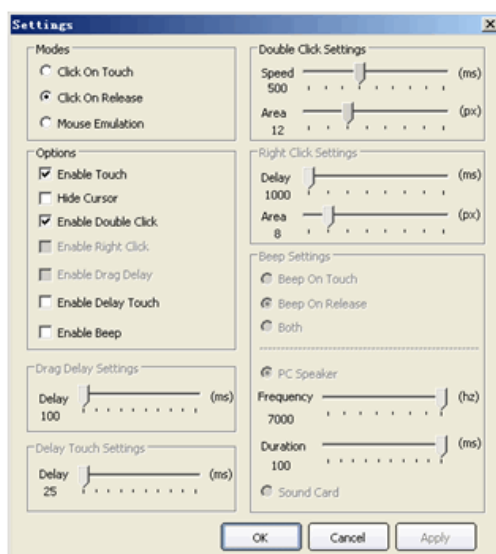 Settings
Modes
Click On Touch
Click On Release
Mouse Emulation
Options
Enable Touch
Hide Cursor
Enable Double Click
Enable Right Click
Enable Drag Delay
Enable Delay Touch
Enable Beep
Drag Delay Settings
Delay (ms)
100
Delay Touch Settings
Delay (ms)
25
Double Click Settings
Speed (ms)
500
Area (px)
12
Right Click Settings
Delay (ms)
1000
Area (px)
8
Beep Settings
Beep On Touch
Beep On Release
Both
PC Speaker
Frequency (hz)
7000
Duration (ms)
100
Sound Card
OK Cancel Apply